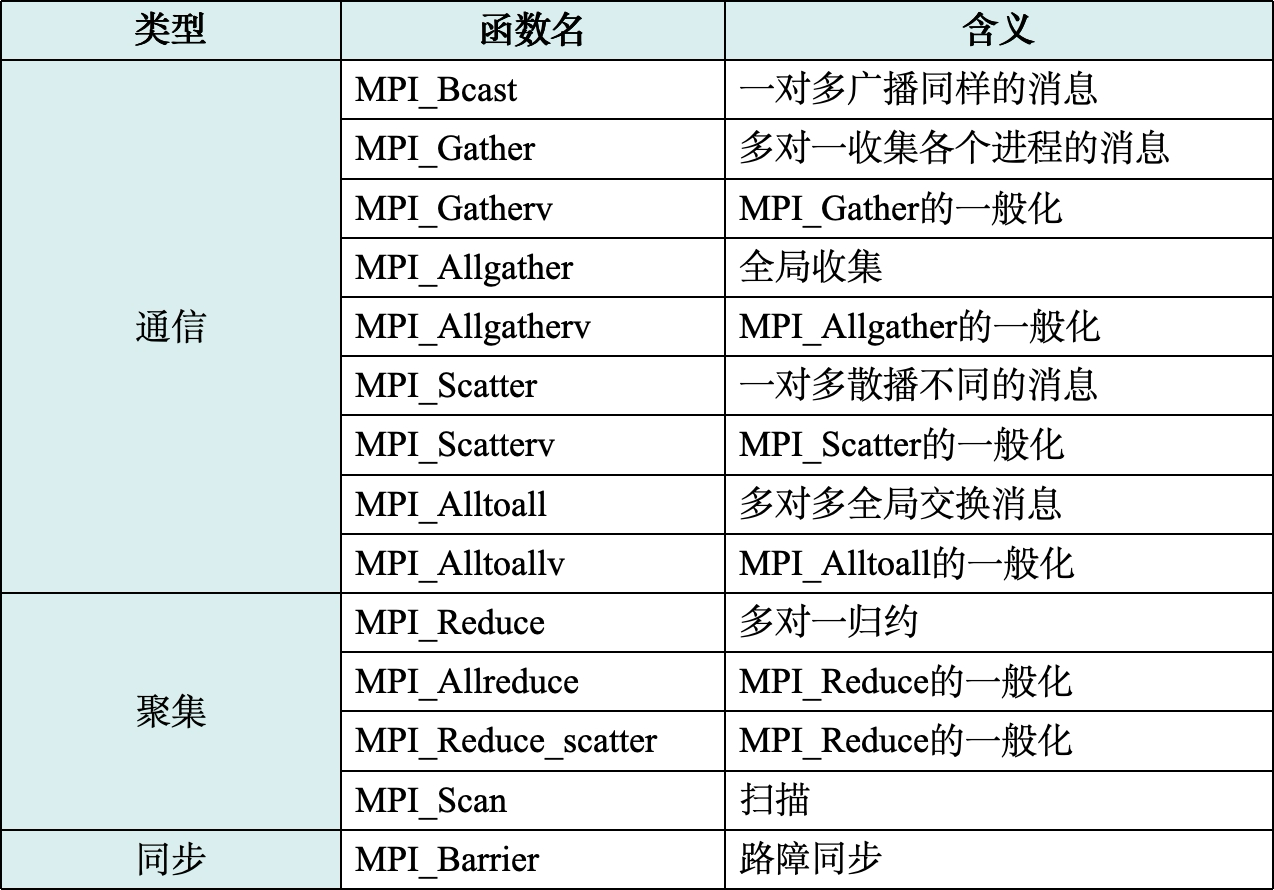 类型 函数名 含义
通信
MPI_Bcast 一对多广播同样的消息
MPI_Gather 多对一收集各个进程的消息
MPI_Gatherv MPI_Gather的一般化
MPI_Allgather 全局收集
MPI_Allgatherv MPI_Allgather的一般化
MPI_Scatter 一对多散播不同的消息
MPI_Scatterv MPI_Scatter的一般化
MPI_Alltoall 多对多全局交换消息
MPI_Alltoallv MPI_Alltoall的一般化
聚集
MPI_Reduce 多对一归约
MPI_Allreduce MPI_Reduce的一般化
MPI_Reduce_scatter MPI_Reduce的一般化
MPI_Scan 扫描
同步 MPI_Barrier 路障同步